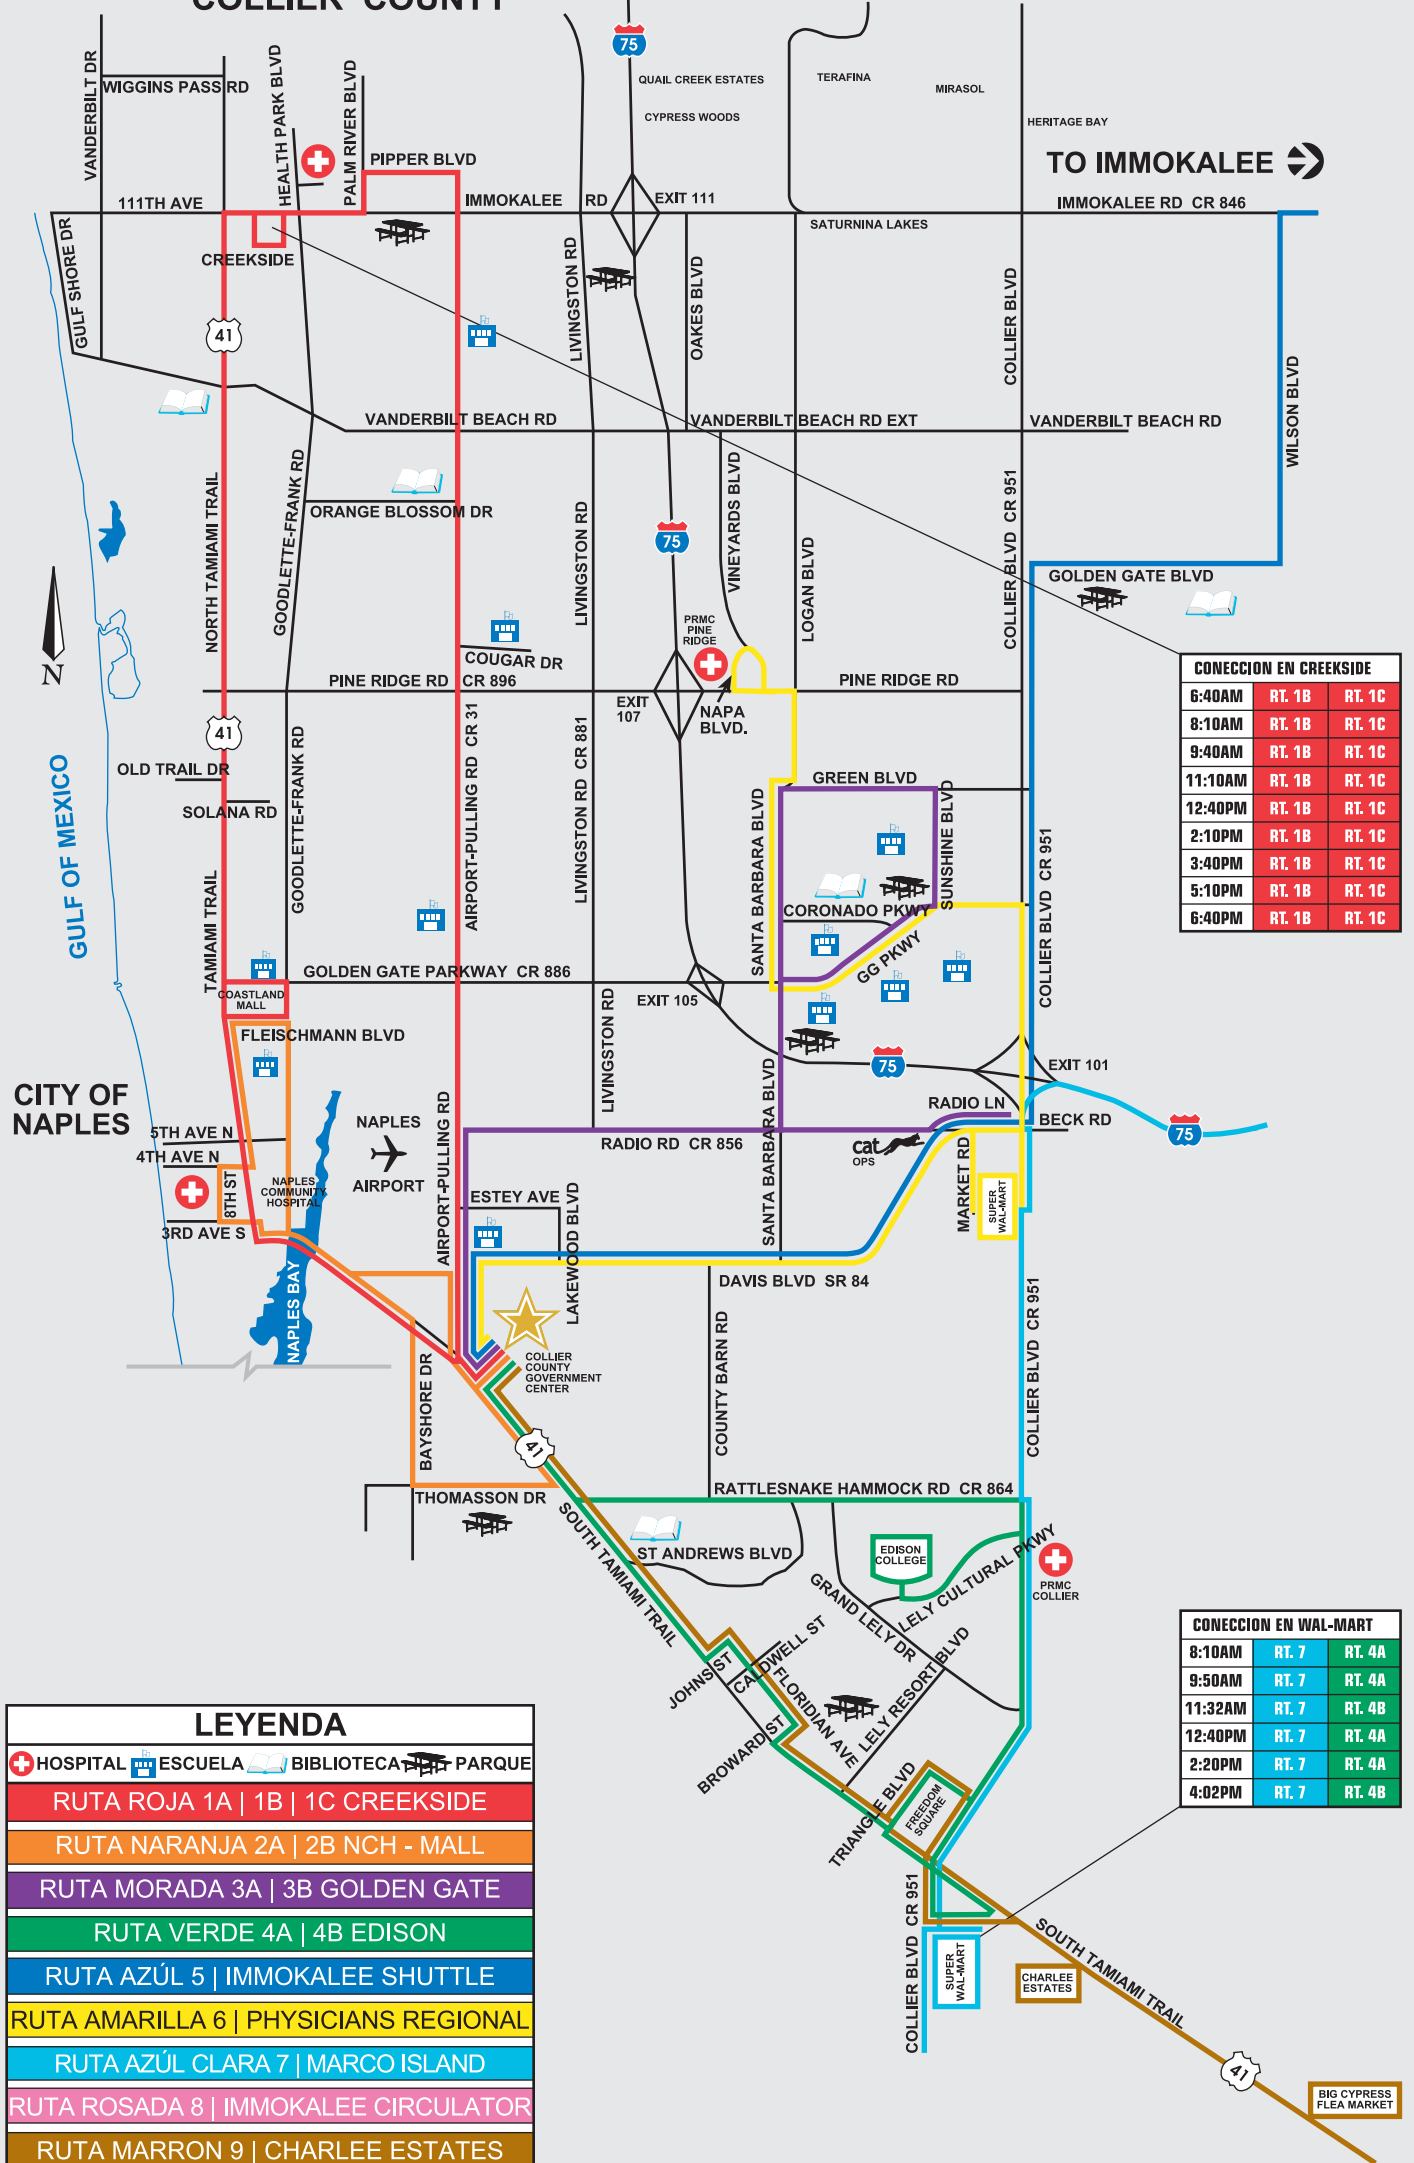 COLLIER COUNTY
75
QUAIL CREEK ESTATES
TERAFINA
MIRASOL
CYPRESS WOODS
HERITAGE BAY
VANDERBILT DR
WIGGINS PASS RD
HEALTH PARK BLVD
PALM RIVER BLVD
PIPPER BLVD
TO IMMOKALEE
111TH AVE
IMMOKALEE RD
EXIT 111
IMMOKALEE RD CR 846
SATURNINA LAKES
GULF SHORE DR
CREEKSIDE
LIVINGSTON RD
OAKES BLVD
COLLIER BLVD
WILSON BLVD
41
VANDERBILT BEACH RD
VANDERBILT BEACH RD EXT
VANDERBILT BEACH RD
NORTH TAMIAMI TRAIL
GOODLETTE-FRANK RD
ORANGE BLOSSOM DR
LIVINGSTON RD
75
VINEYARDS BLVD
LOGAN BLVD
COLLIER BLVD CR 951
GOLDEN GATE BLVD
N
COUGAR DR
PRMC
PINE
RIDGE
PINE RIDGE RD CR 896
PINE RIDGE RD
EXIT
107
NAPA
BLVD.
CONECCION EN CREEKSIDE
6:40AM RT. 1B RT. 1C
8:10AM RT. 1B RT. 1C
9:40AM RT. 1B RT. 1C
11:10AM RT. 1B RT. 1C
12:40PM RT. 1B RT. 1C
2:10PM RT. 1B RT. 1C
3:40PM RT. 1B RT. 1C
5:10PM RT. 1B RT. 1C
6:40PM RT. 1B RT. 1C
41
OLD TRAIL DR
SOLANA RD
GULF OF MEXICO
TAMIAMI TRAIL
GOODLETTE-FRANK RD
AIRPORT-PULLING RD CR 31
LIVINGSTON RD CR 881
SANTA BARBARA BLVD
GREEN BLVD
SUNSHINE BLVD
CORONADO PKWY
GG PKWY
COLLIER BLVD CR 951
GOLDEN GATE PARKWAY CR 886
EXIT 105
COASTLAND
MALL
FLEISCHMANN BLVD
LIVINGSTON RD
75
EXIT 101
CITY OF
NAPLES
5TH AVE N
4TH AVE N
8TH ST
3RD AVE S
NAPLES
COMMUNITY
HOSPITAL
NAPLES
AIRPORT
AIRPORT-PULLING RD
RADIO RD CR 856
SANTA BARBARA BLVD
cat
OPS
RADIO LN
BECK RD
75
MARKET RD
SUPER
WAL-MART
ESTEY AVE
LAKEWOOD BLVD
NAPLES BAY
DAVIS BLVD SR 84
COLLIER
COUNTY
GOVERNMENT
CENTER
BAYSHORE DR
COUNTY BARN RD
COLLIER BLVD CR 951
41
THOMASSON DR
RATTLESNAKE HAMMOCK RD CR 864
SOUTH TAMIAMI TRAIL
ST ANDREWS BLVD
EDISON
COLLEGE
LELY CULTURAL PKWY
GRAND LELY DR
PRMC
COLLIER
JOHNS ST
CALDWELL ST
FLORIDIAN AVE
LELY RESORT BLVD
BROWARD ST
TRIANGLE BLVD
FREEDOM
SQUARE
CONECCION EN WAL-MART
8:10AM RT. 7 RT. 4A
9:50AM RT. 7 RT. 4A
11:32AM RT. 7 RT. 4B
12:40PM RT. 7 RT. 4A
2:20PM RT. 7 RT. 4A
4:02PM RT. 7 RT. 4B
COLLIER BLVD CR 951
SUPER
WAL-MART
SOUTH TAMIAMI TRAIL
CHARLEE
ESTATES
41
BIG CYPRESS
FLEA MARKET
LEYENDA
HOSPITAL ESCUELA BIBLIOTECA PARQUE
RUTA ROJA 1A | 1B | 1C CREEKSIDE
RUTA NARANJA 2A | 2B NCH - MALL
RUTA MORADA 3A | 3B GOLDEN GATE
RUTA VERDE 4A | 4B EDISON
RUTA AZÚL 5 | IMMOKALEE SHUTTLE
RUTA AMARILLA 6 | PHYSICIANS REGIONAL
RUTA AZÚL CLARA 7 | MARCO ISLAND
RUTA ROSADA 8 | IMMOKALEE CIRCULATOR
RUTA MARRON 9 | CHARLEE ESTATES